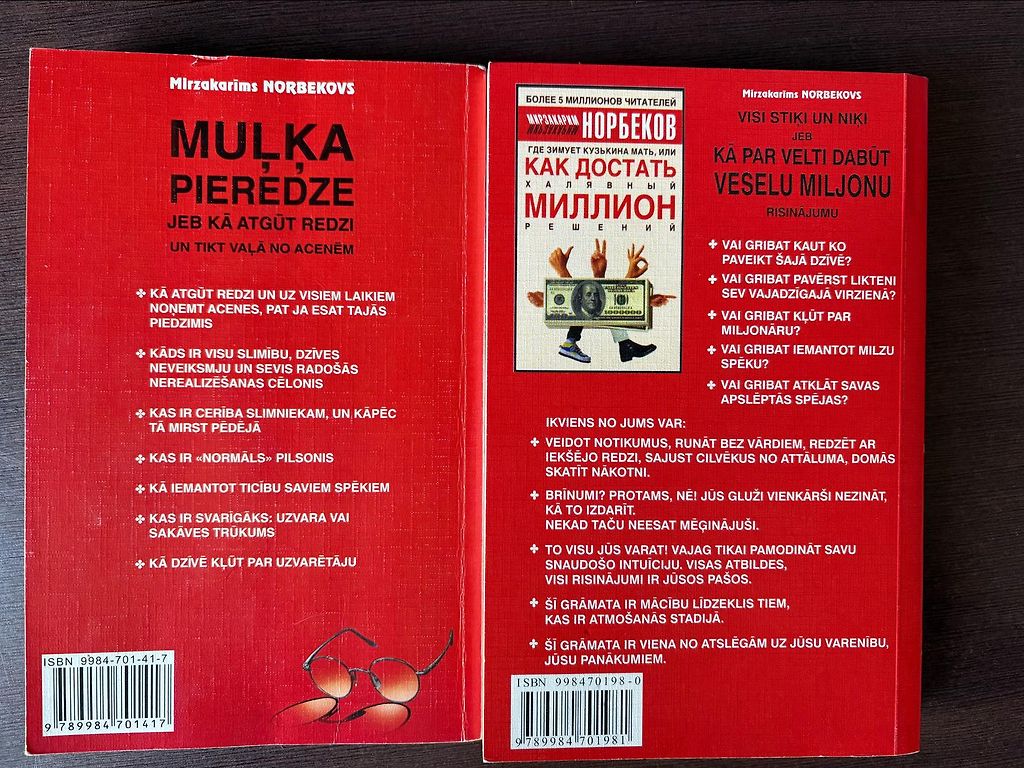 Mirzakarīms NORBEKOVS
MUĻĶA
PIEREDZE
JEB KĀ ATGŪT REDZI
UN TIKT VAĻĀ NO ACENĒM
KĀ ATGŪT REDZI UN UZ VISIEM LAIKIEM
NOŅEMT ACENES, PAT JA ESAT TAJĀS
PIEDZIMIS
KĀDS IR VISU SLIMĪBU, DZĪVES
NEVEIKSMJU UN SEVIS RADOŠĀS
NEREALIZĒŠANAS CĒLONIS
KAS IR CERĪBA SLIMNIEKAM, UN KĀPĒC
TĀ MIRST PĒDĒJĀ
KAS IR «NORMĀLS» PILSONIS
KĀ IEMANTOT TICĪBU SAVIEM SPĒKIEM
KAS IR SVARĪGĀKS: UZVARA VAI
SAKĀVES TRŪKUMS
KĀ DZĪVĒ KĻŪT PAR UZVARĒTĀJU
ISBN 9984-701-41-7
9 789984 701417
БОЛЕЕ 5 МИЛЛИОНОВ ЧИТАТЕЛЕЙ
МИРЗАКАРИМ НОРБЕКОВ
ГДЕ ЗИМУЕТ КУЗЬКИНА МАТЬ, ИЛИ
КАК ДОСТАТЬ
ХАЛЯВНЫЙ
МИЛЛИОН
РЕШЕНИЙ
1000000
Mirzakarīms NORBEKOVS
VISI STIĶI UN NIĶI
JEB
KĀ PAR VELTI DABŪT
VESELU MILJONU
RISINĀJUMU
VAI GRIBAT KAUT KO
PAVEIKT ŠAJĀ DZĪVĒ?
VAI GRIBAT PAVĒRST LIKTENI
SEV VAJADZĪGAJĀ VIRZIENĀ?
VAI GRIBAT KĻŪT PAR
MILJONĀRU?
VAI GRIBAT IEMANTOT MILZU
SPĒKU?
VAI GRIBAT ATKLĀT SAVAS
APSLĒPTĀS SPĒJAS?
IKVIENS NO JUMS VAR:
VEIDOT NOTIKUMUS, RUNĀT BEZ VĀRDIEM, REDZĒT AR
IEKŠĒJO REDZI, SAJUST CILVĒKUS NO ATTĀLUMA, DOMĀS
SKATĪT NĀKOTNI.
BRĪNUMI? PROTAMS, NĒ! JŪS GLUŽI VIENKĀRŠI NEZINĀT,
KĀ TO IZDARĪT.
NEKAD TAČU NEESAT MĒĢINĀJUŠI.
TO VISU JŪS VARAT! VAJAG TIKAI PAMODINĀT SAVU
SNAUDOŠO INTUĪCIJU. VISAS ATBILDES,
VISI RISINĀJUMI IR JŪSOS PAŠOS.
ŠĪ GRĀMATA IR MĀCĪBU LĪDZEKLIS TIEM,
KAS IR ATMOŠANĀS STADIJĀ.
ŠĪ GRĀMATA IR VIENA NO ATSLĒGĀM UZ JŪSU VARENĪBU,
JŪSU PANĀKUMIEM.
ISBN 998470198-0
9 789984 701981